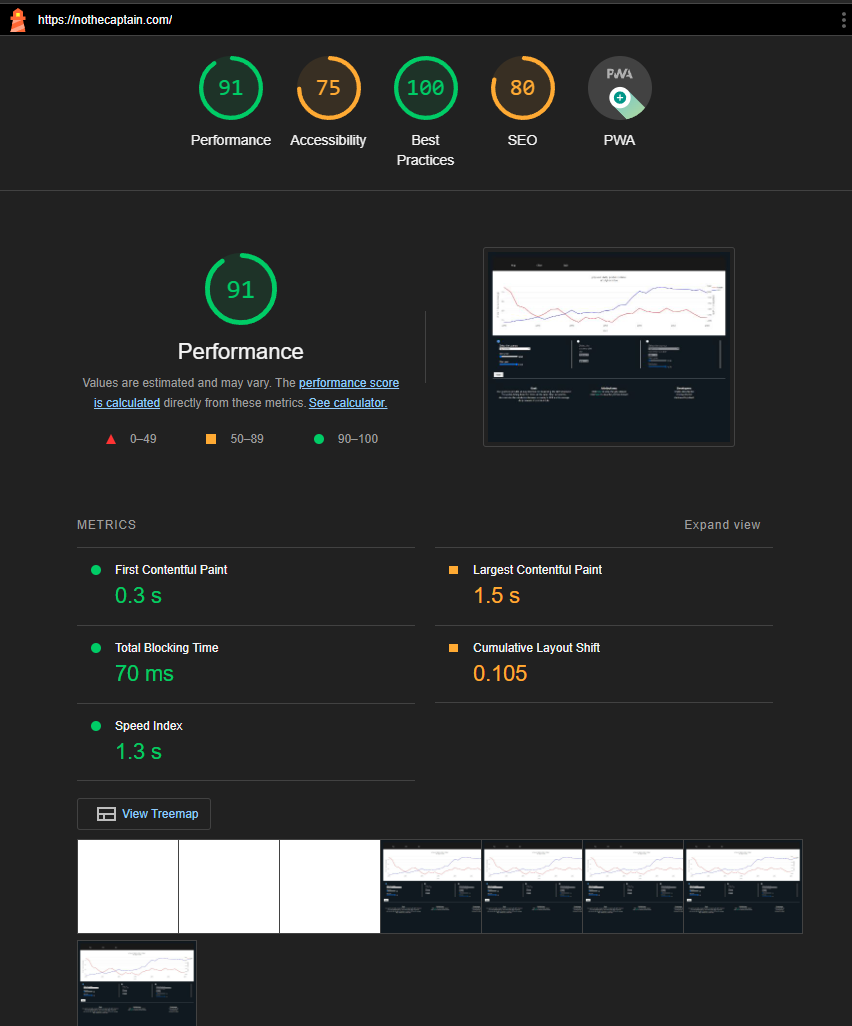 https://nothecaptain.com/
91
75
100
80
PWA
Performance
Accessibility
Best
Practices
SEO
PWA
91
Performance
Values are estimated and may vary. The performance score
is calculated directly from these metrics. See calculator.
0–49
50–89
90–100
METRICS
Expand view
First Contentful Paint
0.3 s
Largest Contentful Paint
1.5 s
Total Blocking Time
70 ms
Cumulative Layout Shift
0.105
Speed Index
1.3 s
View Treemap